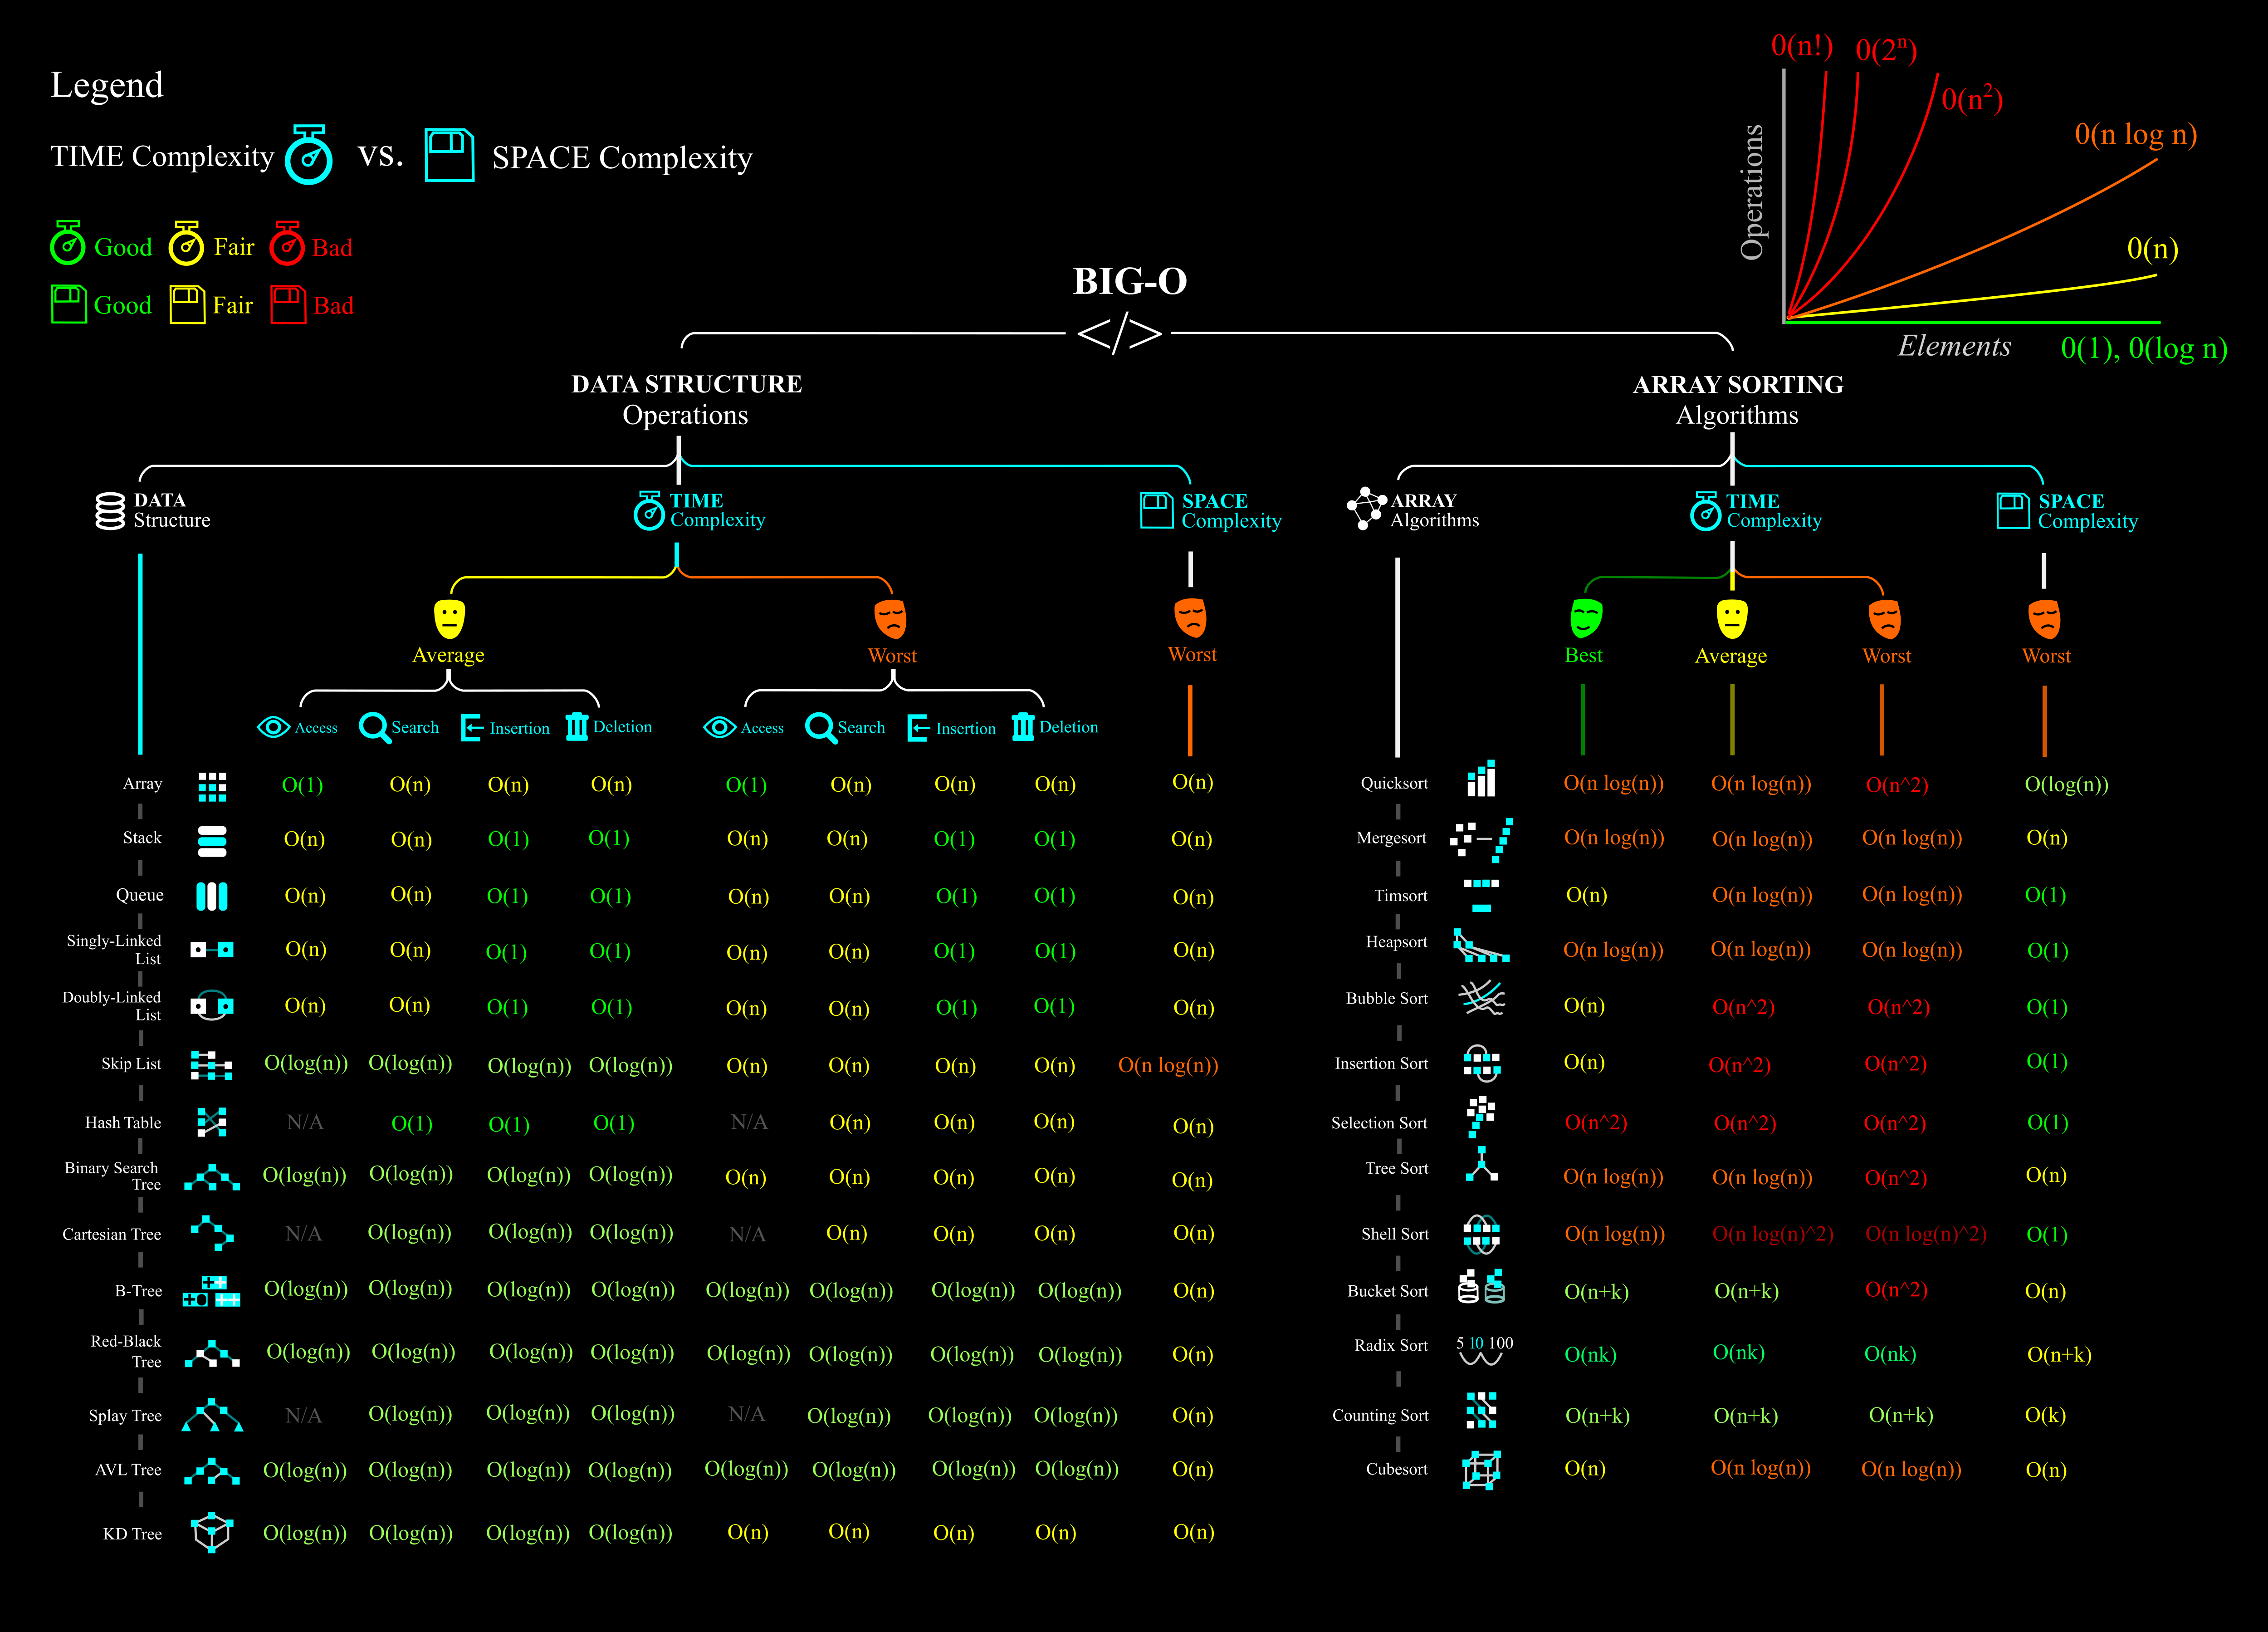 Legend
TIME Complexity vs. SPACE Complexity
Good Fair Bad
Good Fair Bad
0(n!) 0(2ⁿ)
0(n²)
0(n log n)
0(n)
0(1), 0(log n)
Operations
Elements
BIG-O
</>
DATA STRUCTURE
Operations
DATA
Structure
TIME
Complexity
SPACE
Complexity
Average
Worst
Worst
Access Search Insertion Deletion Access Search Insertion Deletion
Array O(1) O(n) O(n) O(n) O(1) O(n) O(n) O(n) O(n)
Stack O(n) O(n) O(1) O(1) O(n) O(n) O(1) O(1) O(n)
Queue O(n) O(n) O(1) O(1) O(n) O(n) O(1) O(1) O(n)
Singly-Linked
List O(n) O(n) O(1) O(1) O(n) O(n) O(1) O(1) O(n)
Doubly-Linked
List O(n) O(n) O(1) O(1) O(n) O(n) O(1) O(1) O(n)
Skip List O(log(n)) O(log(n)) O(log(n)) O(log(n)) O(n) O(n) O(n) O(n) O(n log(n))
Hash Table N/A O(1) O(1) O(1) N/A O(n) O(n) O(n) O(n)
Binary Search
Tree O(log(n)) O(log(n)) O(log(n)) O(log(n)) O(n) O(n) O(n) O(n) O(n)
Cartesian Tree N/A O(log(n)) O(log(n)) O(log(n)) N/A O(n) O(n) O(n) O(n)
B-Tree O(log(n)) O(log(n)) O(log(n)) O(log(n)) O(log(n)) O(log(n)) O(log(n)) O(log(n)) O(n)
Red-Black
Tree O(log(n)) O(log(n)) O(log(n)) O(log(n)) O(log(n)) O(log(n)) O(log(n)) O(log(n)) O(n)
Splay Tree N/A O(log(n)) O(log(n)) O(log(n)) N/A O(log(n)) O(log(n)) O(log(n)) O(n)
AVL Tree O(log(n)) O(log(n)) O(log(n)) O(log(n)) O(log(n)) O(log(n)) O(log(n)) O(log(n)) O(n)
KD Tree O(log(n)) O(log(n)) O(log(n)) O(log(n)) O(n) O(n) O(n) O(n) O(n)
ARRAY SORTING
Algorithms
ARRAY
Algorithms
TIME
Complexity
SPACE
Complexity
Best Average Worst Worst
Quicksort O(n log(n)) O(n log(n)) O(n^2) O(log(n))
Mergesort O(n log(n)) O(n log(n)) O(n log(n)) O(n)
Timsort O(n) O(n log(n)) O(n log(n)) O(1)
Heapsort O(n log(n)) O(n log(n)) O(n log(n)) O(1)
Bubble Sort O(n) O(n^2) O(n^2) O(1)
Insertion Sort O(n) O(n^2) O(n^2) O(1)
Selection Sort O(n^2) O(n^2) O(n^2) O(1)
Tree Sort O(n log(n)) O(n log(n)) O(n^2) O(n)
Shell Sort O(n log(n)) O(n log(n)^2) O(n log(n)^2) O(1)
Bucket Sort O(n+k) O(n+k) O(n^2) O(n)
Radix Sort 5 10 100 O(nk) O(nk) O(nk) O(n+k)
Counting Sort O(n+k) O(n+k) O(n+k) O(k)
Cubesort O(n) O(n log(n)) O(n log(n)) O(n)